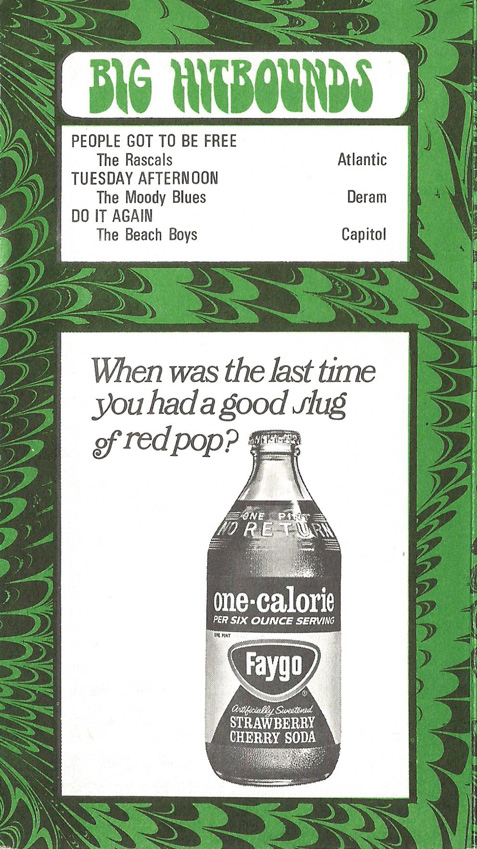 BIG HITBOUNDS
PEOPLE GOT TO BE FREE
The Rascals Atlantic
TUESDAY AFTERNOON
The Moody Blues Deram
DO IT AGAIN
The Beach Boys Capitol
When was the last time
you had a good slug
of red pop?
ONE PINT
NO RETURN
one-calorie
PER SIX OUNCE SERVING
ONE PINT
Faygo
®
Artificially Sweetened
STRAWBERRY
CHERRY SODA